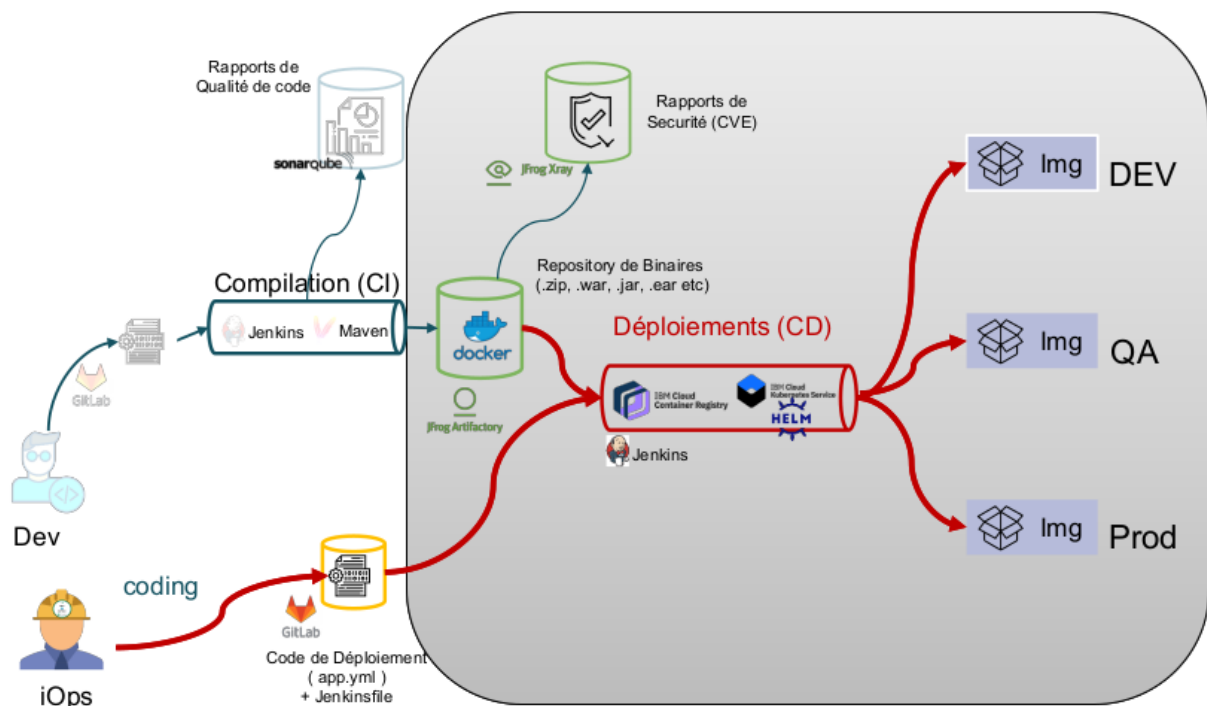 Rapports de
Qualité de code
sonarqube
Rapports de
Securité (CVE)
JFrog Xray
Img
DEV
Compilation (CI)
Jenkins
Maven
Repository de Binaires
(.zip, .war, .jar, .ear etc)
docker
JFrog Artifactory
GitLab
Dev
Déploiements (CD)
IBM Cloud
Container Registry
IBM Cloud
Kubernetes Service
HELM
Jenkins
Img
QA
Img
Prod
coding
GitLab
Code de Déploiement
( app.yml )
+ Jenkinsfile
iOps